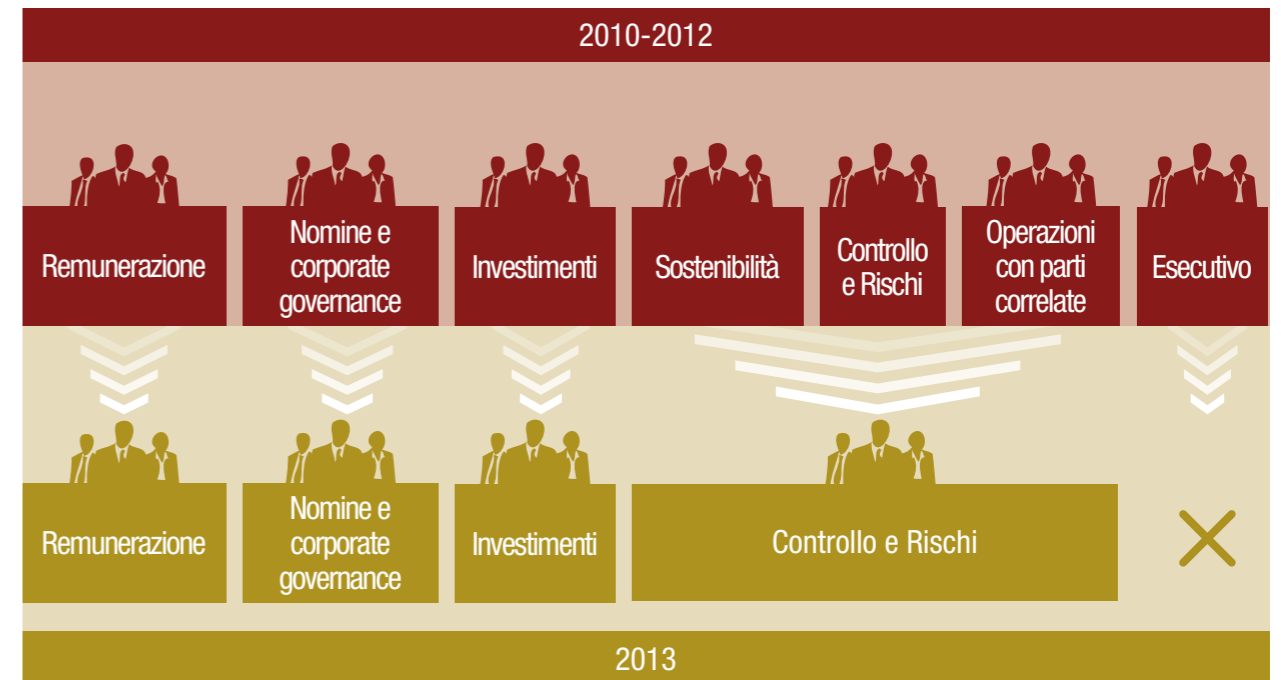 2010-2012
Remunerazione
Nomine e
corporate
governance
Investimenti
Sostenibilità
Controllo
e Rischi
Operazioni
con parti
correlate
Esecutivo
Remunerazione
Nomine e
corporate
governance
Investimenti
Controllo e Rischi
2013